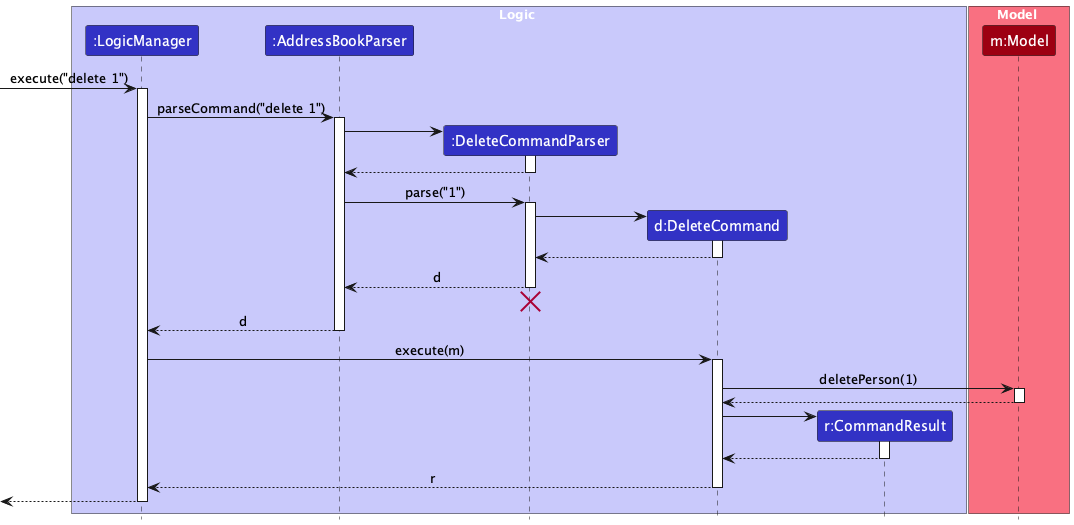 Logic
Model
:LogicManager
:AddressBookParser
m:Model
execute("delete 1")
parseCommand("delete 1")
:DeleteCommandParser
parse("1")
d:DeleteCommand
d
d
execute(m)
deletePerson(1)
r:CommandResult
r